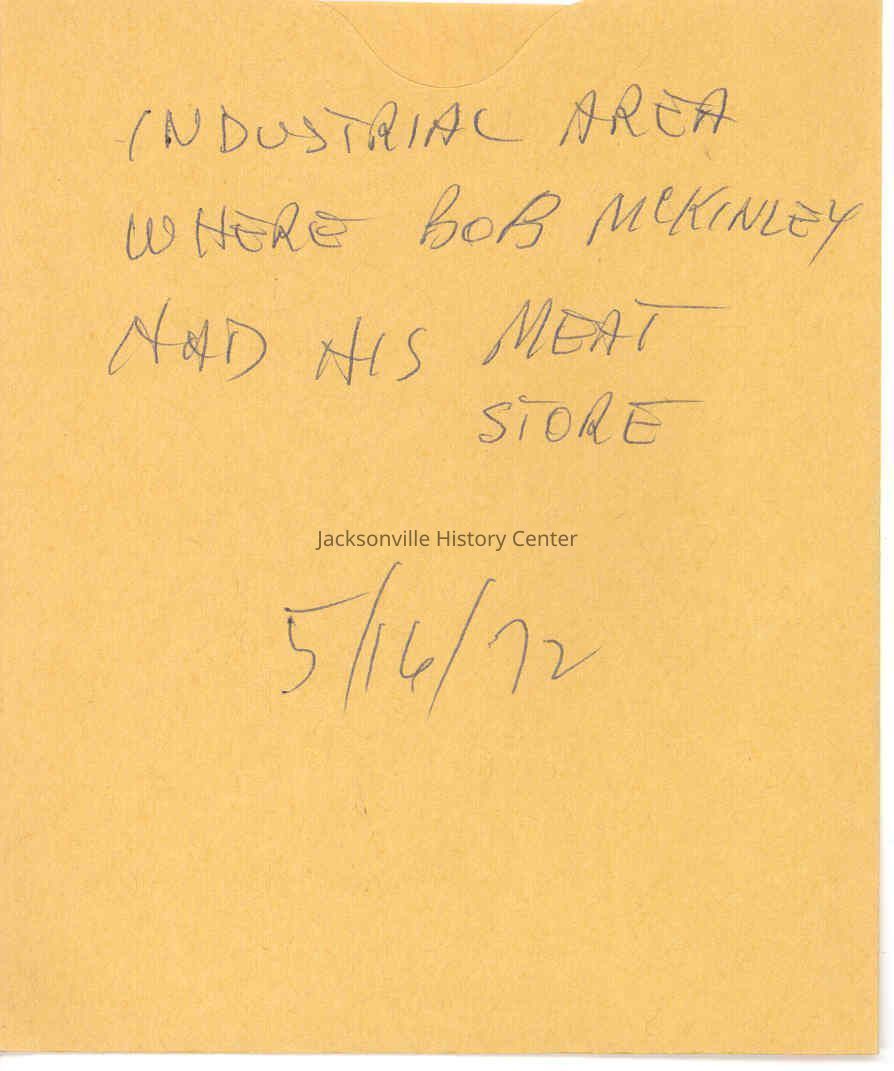 INDUSTRIAL AREA
WHERE BOB McKINLEY
HAD HIS MEAT
STORE
Jacksonville History Center
5/16/72